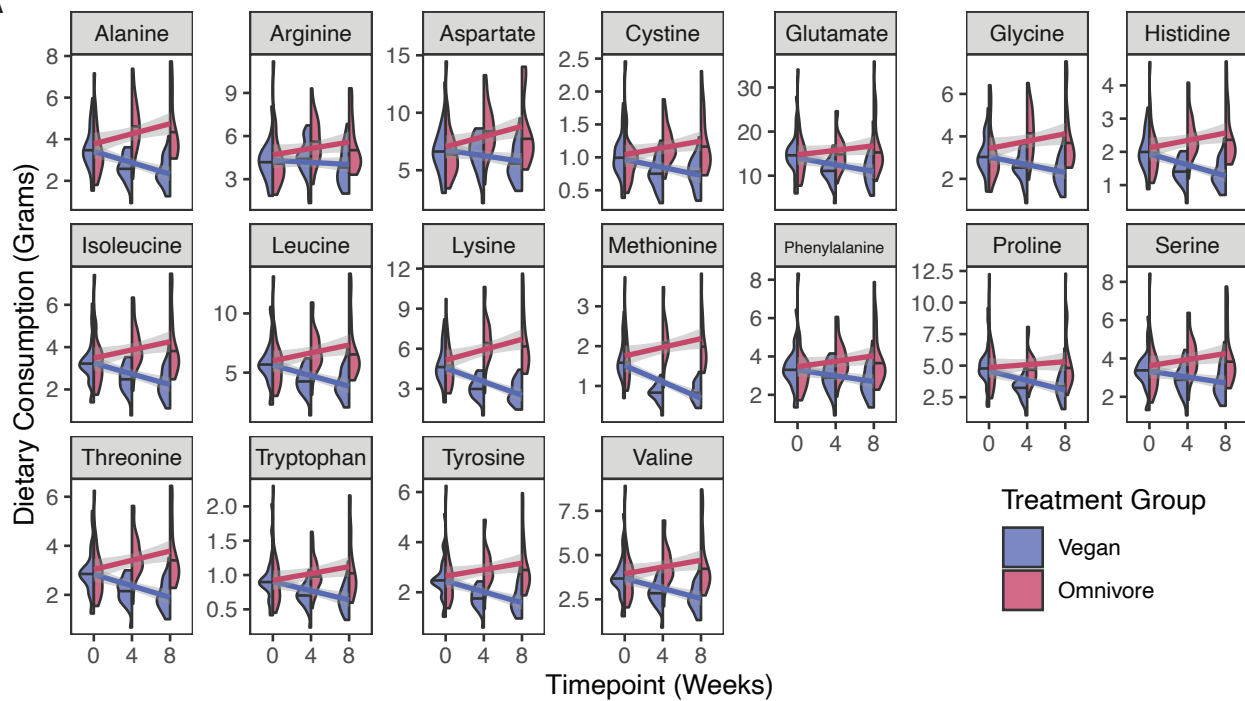 Alanine Arginine Aspartate Cystine Glutamate Glycine Histidine
8 6 4 2
9 6 3
15 10 5
2.5 2.0 1.5 1.0 0.5
30 20 10
6 4 2
4 3 2 1
Isoleucine Leucine Lysine Methionine Phenylalanine Proline Serine
6 4 2
10 5
12 9 6 3
3 2 1
8 6 4 2
12.5 10.0 7.5 5.0 2.5
8 6 4 2
0 4 8 0 4 8 0 4 8
Threonine Tryptophan Tyrosine Valine
6 4 2
2.0 1.5 1.0 0.5
6 4 2
7.5 5.0 2.5
0 4 8 0 4 8 0 4 8 0 4 8
Dietary Consumption (Grams)
Timepoint (Weeks)
Treatment Group
Vegan
Omnivore